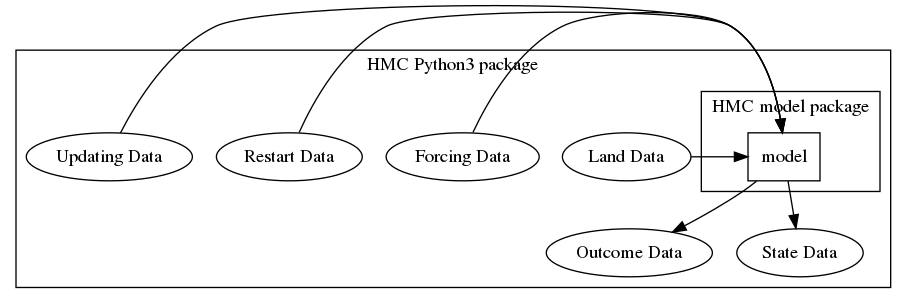 HMC Python3 package
HMC model package
Updating Data
Restart Data
Forcing Data
Land Data
model
Outcome Data
State Data